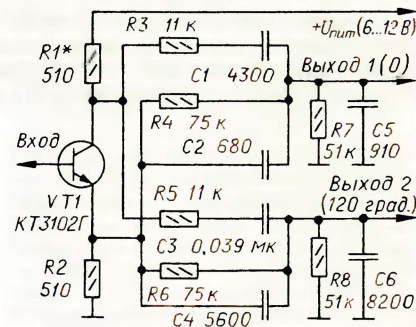 R3 11 к
+Uпит (6...12 В)
R1*
510
C1 4300
Выход 1 (0)
R4 75 к
R7
51к
C5
910
Вход
C2 680
VT1
КТ3102Г
R5 11 к
Выход 2
(120 град.)
C3 0,039 мк
R2
510
R8
51к
C6
8200
R6 75 к
C4 5600